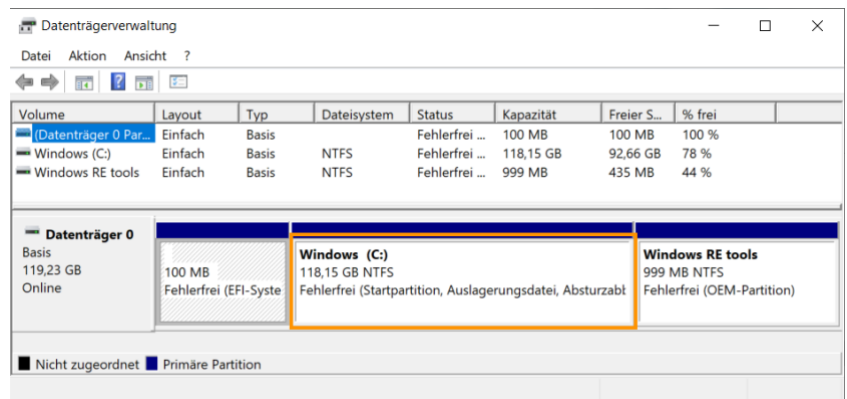 Datenträgerverwaltung
Datei Aktion Ansicht ?
Volume Layout Typ Dateisystem Status Kapazität Freier S... % frei
(Datenträger 0 Par... Einfach Basis Fehlerfrei ... 100 MB 100 MB 100 %
Windows (C:) Einfach Basis NTFS Fehlerfrei ... 118,15 GB 92,66 GB 78 %
Windows RE tools Einfach Basis NTFS Fehlerfrei ... 999 MB 435 MB 44 %
Datenträger 0
Basis
119,23 GB
Online
100 MB
Fehlerfrei (EFI-Syste
Windows (C:)
118,15 GB NTFS
Fehlerfrei (Startpartition, Auslagerungsdatei, Absturzabb
Windows RE tools
999 MB NTFS
Fehlerfrei (OEM-Partition)
Nicht zugeordnet Primäre Partition